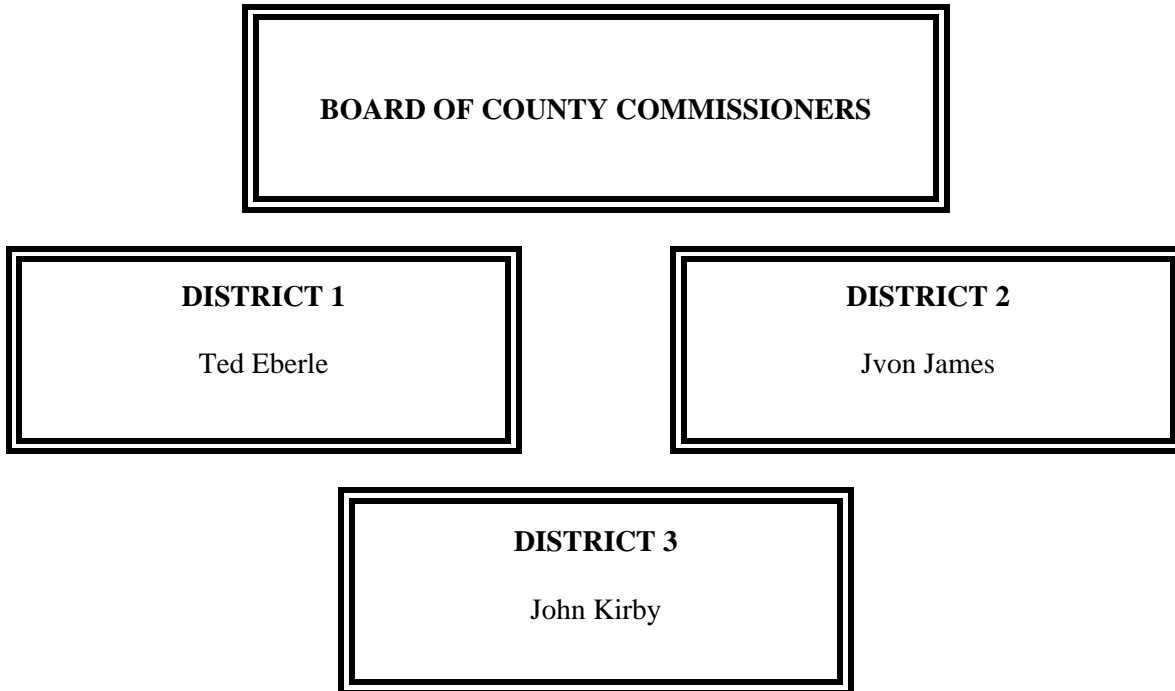 BOARD OF COUNTY COMMISSIONERS
DISTRICT 1
Ted Eberle
DISTRICT 2
Jvon James
DISTRICT 3
John Kirby